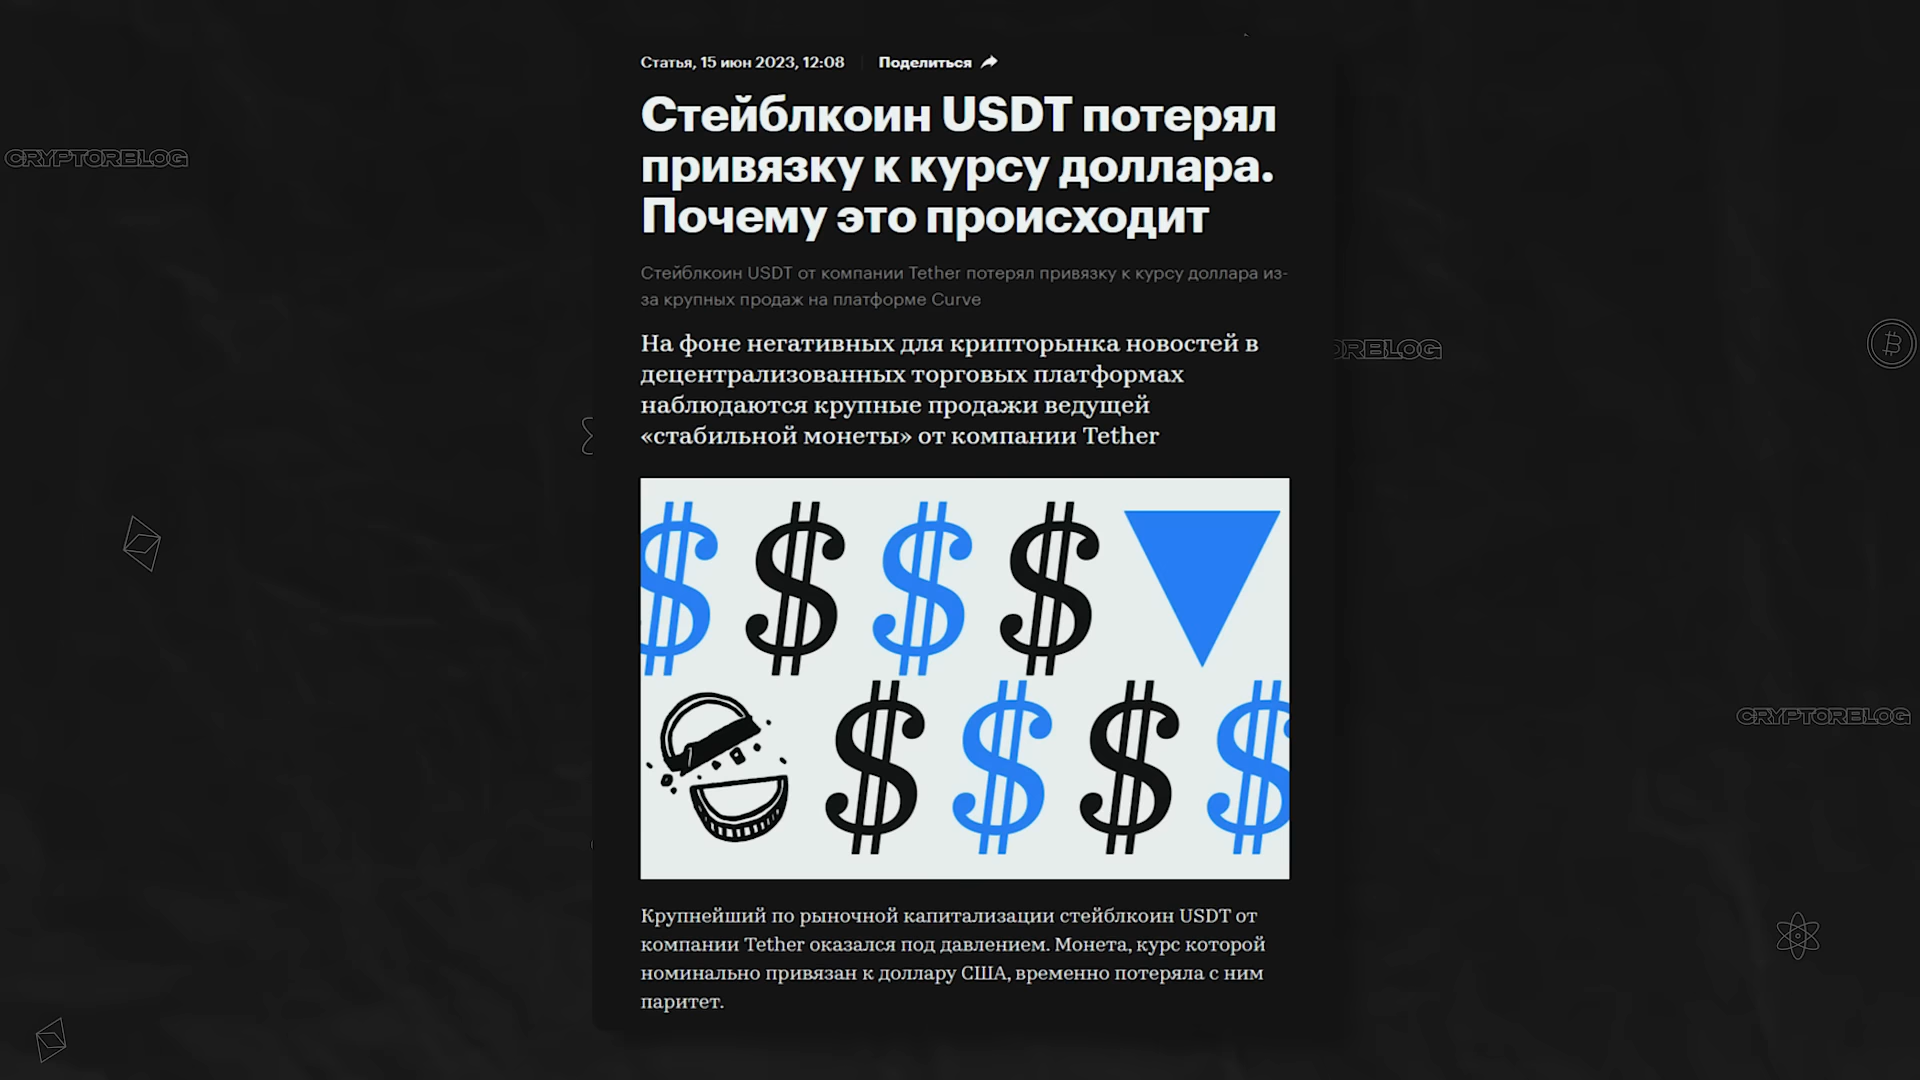 Статья, 15 июн 2023, 12:08 Поделиться
Стейблкоин USDT потерял
привязку к курсу доллара.
Почему это происходит
Стейблкоин USDT от компании Tether потерял привязку к курсу доллара из-
за крупных продаж на платформе Curve
На фоне негативных для крипторынка новостей в
децентрализованных торговых платформах
наблюдаются крупные продажи ведущей
«стабильной монеты» от компании Tether
$ $ $ $
$ $ $ $
Крупнейший по рыночной капитализации стейблкоин USDT от
компании Tether оказался под давлением. Монета, курс которой
номинально привязан к доллару США, временно потеряла с ним
паритет.
CRYPTORBLOG
ORBLOG
CRYPTORBLOG